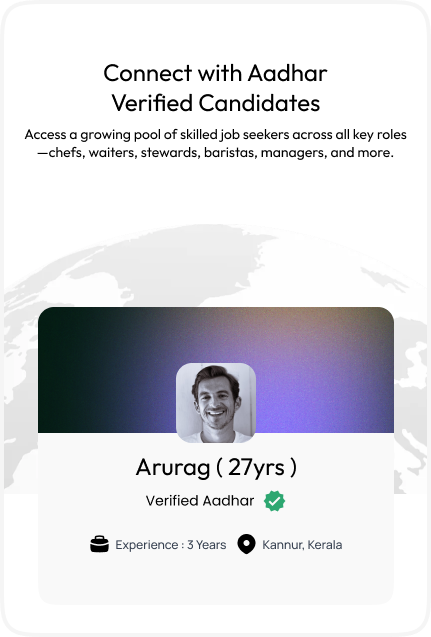 Connect with Aadhar
Verified Candidates
Access a growing pool of skilled job seekers across all key roles
—chefs, waiters, stewards, baristas, managers, and more.
Arurag ( 27yrs )
Verified Aadhar
Experience : 3 Years
Kannur, Kerala